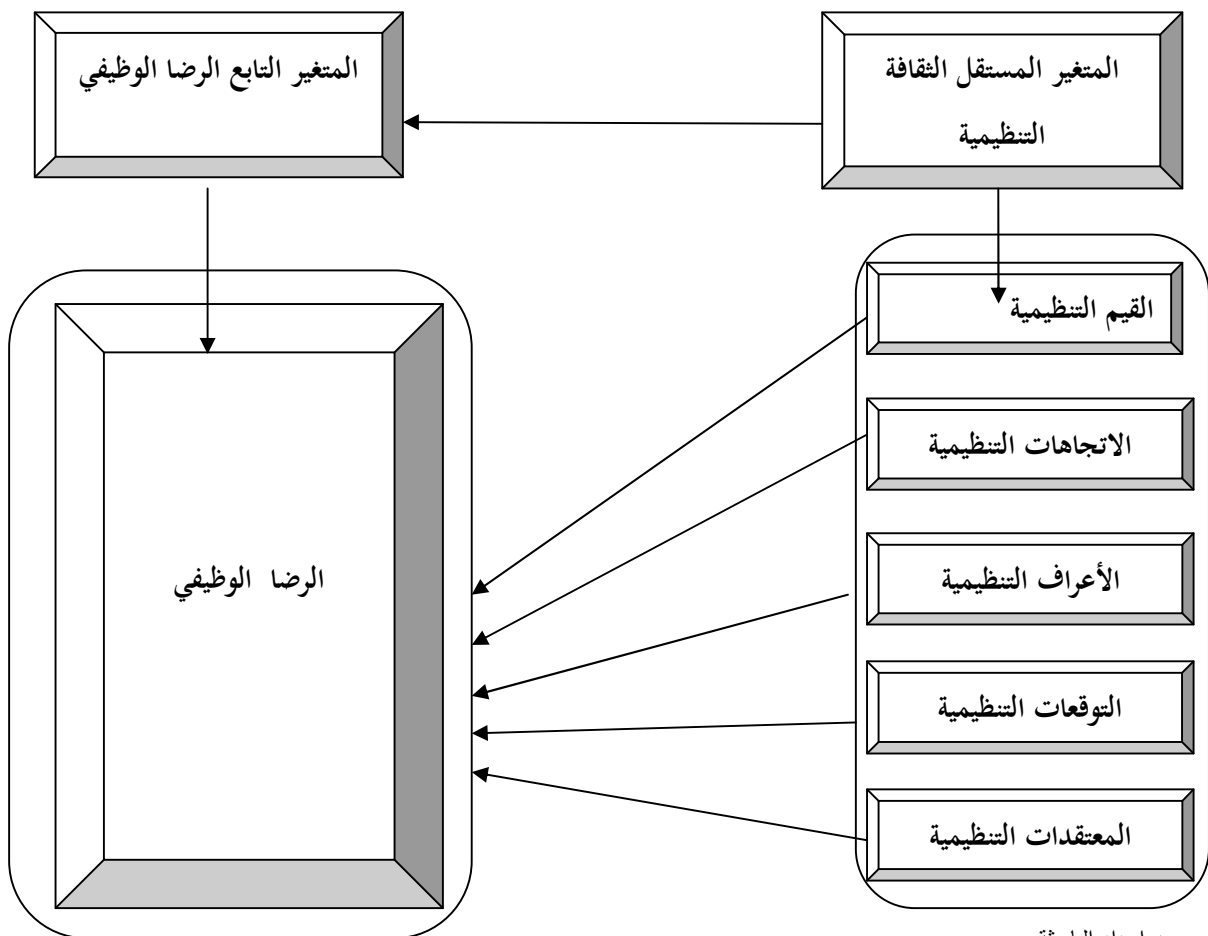 المتغير المستقل الثقافة
التنظيمية
المتغير التابع الرضا الوظيفي
القيم التنظيمية
الاتجاهات التنظيمية
الأعراف التنظيمية
التوقعات التنظيمية
المعتقدات التنظيمية
الرضا الوظيفي